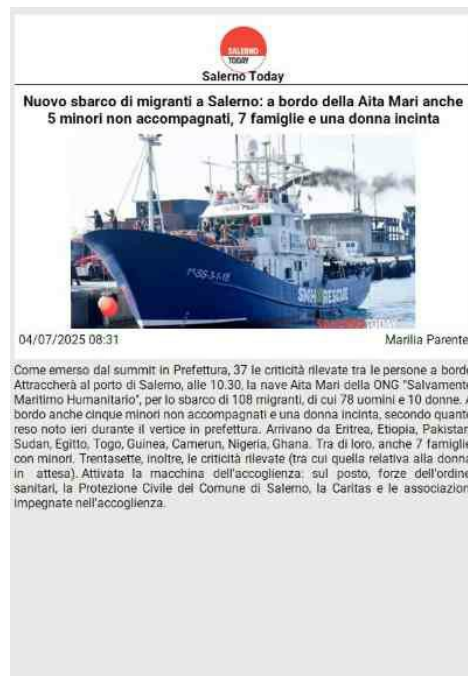 SALERNO
TODAY
Salerno Today
Nuovo sbarco di migranti a Salerno: a bordo della Aita Mari anche
5 minori non accompagnati, 7 famiglie e una donna incinta
SMH RESCUE
04/07/2025 08:31
Marilia Parente
Come emerso dal summit in Prefettura, 37 le criticità rilevate tra le persone a bordo
Attraccherà al porto di Salerno, alle 10.30, la nave Aita Mari della ONG "Salvamento
Maritimo Humanitario", per lo sbarco di 108 migranti, di cui 78 uomini e 10 donne. A
bordo anche cinque minori non accompagnati e una donna incinta, secondo quanto
reso noto ieri durante il vertice in prefettura. Arrivano da Eritrea, Etiopia, Pakistan
Sudan, Egitto, Togo, Guinea, Camerun, Nigeria, Ghana. Tra di loro, anche 7 famiglie
con minori. Trentasette, inoltre, le criticità rilevate (tra cui quella relativa alla donna
in attesa). Attivata la macchina dell'accoglienza: sul posto, forze dell'ordine
sanitari, la Protezione Civile del Comune di Salerno, la Caritas e le associazion
impegnate nell'accoglienza.